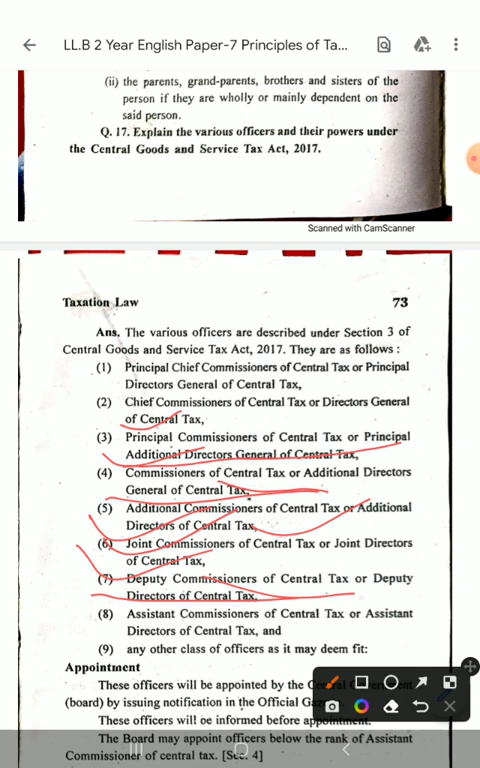 LL.B 2 Year English Paper-7 Principles of Ta...
(ii) the parents, grand-parents, brothers and sisters of the
person if they are wholly or mainly dependent on the
said person.
Q. 17. Explain the various officers and their powers under
the Central Goods and Service Tax Act, 2017.
Scanned with CamScanner
Taxation Law 73
Ans. The various officers are described under Section 3 of
Central Goods and Service Tax Act, 2017. They are as follows :
(1) Principal Chief Commissioners of Central Tax or Principal
Directors General of Central Tax,
(2) Chief Commissioners of Central Tax or Directors General
of Central Tax,
(3) Principal Commissioners of Central Tax or Principal
Additional Directors General of Central Tax,
(4) Commissioners of Central Tax or Additional Directors
General of Central Tax,
(5) Additional Commissioners of Central Tax or Additional
Directors of Central Tax,
(6) Joint Commissioners of Central Tax or Joint Directors
of Central Tax,
(7) Deputy Commissioners of Central Tax or Deputy
Directors of Central Tax,
(8) Assistant Commissioners of Central Tax or Assistant
Directors of Central Tax, and
(9) any other class of officers as it may deem fit:
Appointment
These officers will be appointed by the
(board) by issuing notification in the Official
These officers will be informed before appointment.
The Board may appoint officers below the rank of Assistant
Commissioner of central tax. [Sec. 4]